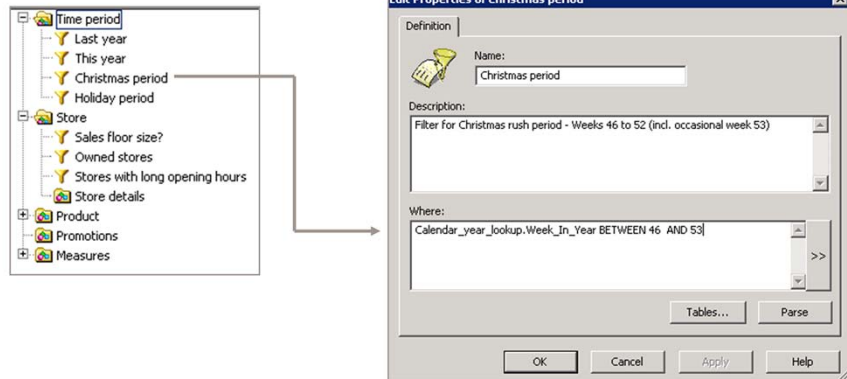 Time period
Last year
This year
Christmas period
Holiday period
Store
Sales floor size?
Owned stores
Stores with long opening hours
Store details
Product
Promotions
Measures
Edit Properties of Christmas period
Definition
Name:
Christmas period
Description:
Filter for Christmas rush period - Weeks 46 to 52 (incl. occasional week 53)
Where:
Calendar_year_lookup.Week_In_Year BETWEEN 46 AND 53
>>
Tables...
Parse
OK
Cancel
Apply
Help